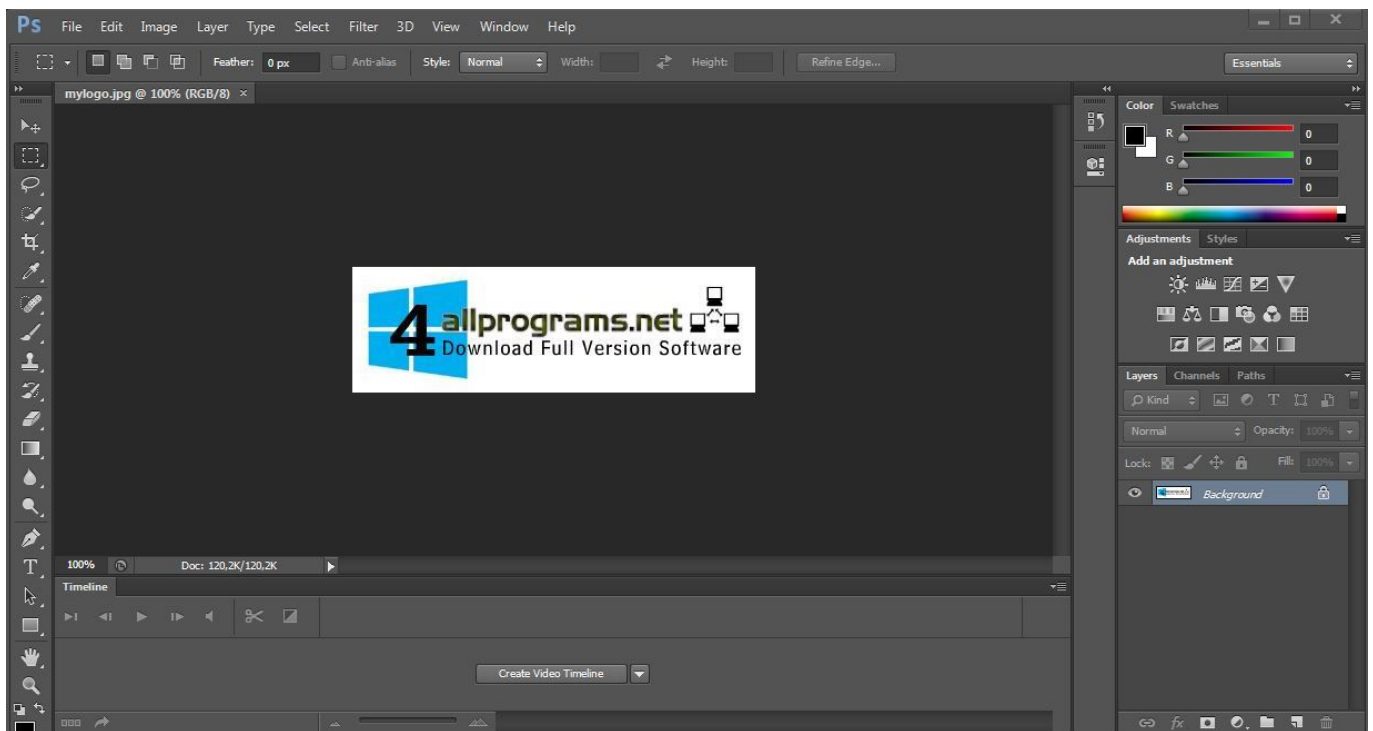 Ps File Edit Image Layer Type Select Filter 3D View Window Help
Feather: 0 px Anti-alias Style: Normal Width: Height: Refine Edge... Essentials
mylogo.jpg @ 100% (RGB/8) ×
Color Swatches
R 0
G 0
B 0
Adjustments Styles
Add an adjustment
4allprograms.net
Download Full Version Software
Layers Channels Paths
Kind
Normal Opacity: 100%
Lock: Fill: 100%
Background
100% Doc: 120,2K/120,2K
Timeline
Create Video Timeline